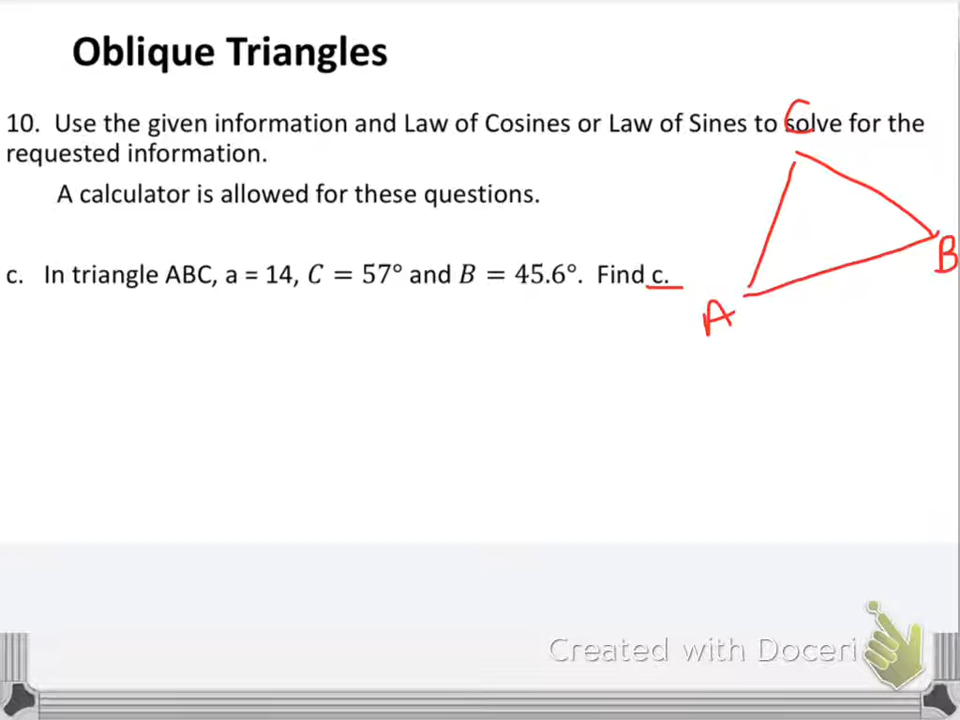 Oblique Triangles
10. Use the given information and Law of Cosines or Law of Sines to solve for the
requested information.
A calculator is allowed for these questions.
c. In triangle ABC, a = 14, C = 57° and B = 45.6°. Find c.
C
B
A
Created with Doceri